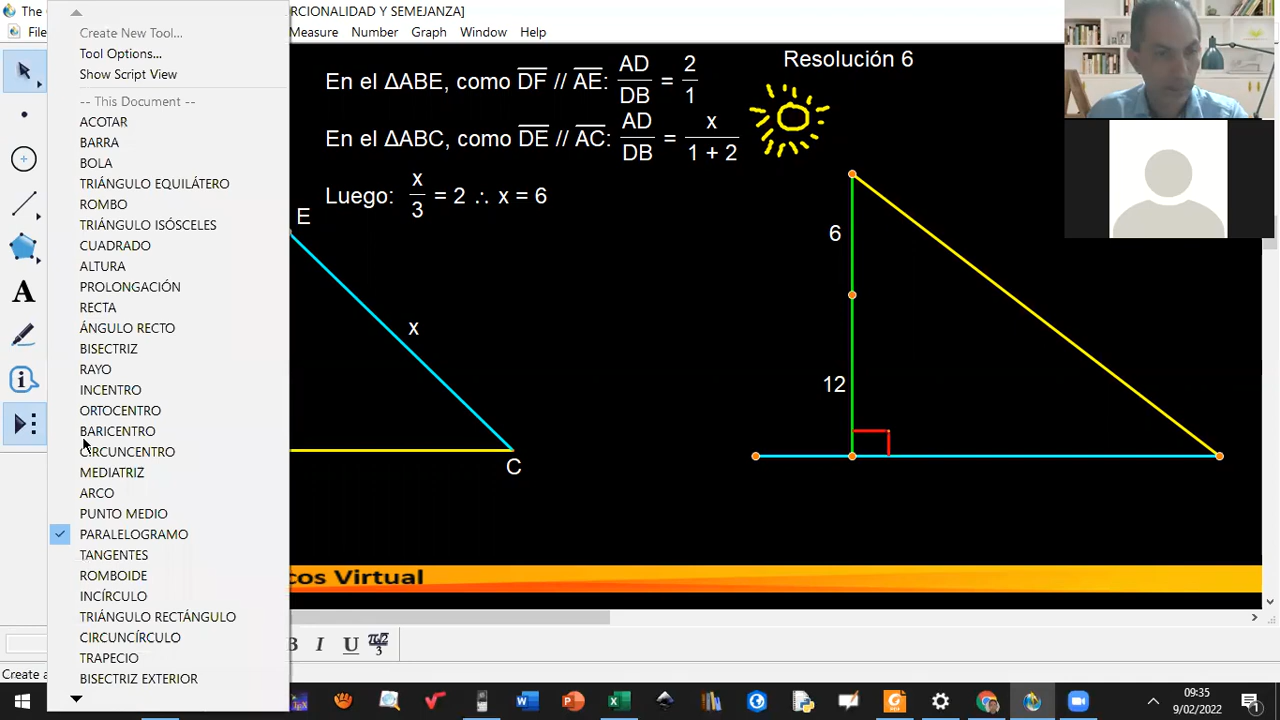 The
RCIONALIDAD Y SEMEJANZA]
File
Measure Number Graph Window Help
Create New Tool...
Tool Options...
Show Script View
-- This Document --
ACOTAR
BARRA
BOLA
TRIÁNGULO EQUILÁTERO
ROMBO
TRIÁNGULO ISÓSCELES
CUADRADO
ALTURA
PROLONGACIÓN
RECTA
ÁNGULO RECTO
BISECTRIZ
RAYO
INCENTRO
ORTOCENTRO
BARICENTRO
CIRCUNCENTRO
MEDIATRIZ
ARCO
PUNTO MEDIO
PARALELOGRAMO
TANGENTES
ROMBOIDE
INCÍRCULO
TRIÁNGULO RECTÁNGULO
CIRCUNCÍRCULO
TRAPECIO
BISECTRIZ EXTERIOR
A
En el ΔABE, como DF // AE: AD/DB = 2/1
En el ΔABC, como DE // AC: AD/DB = x/(1 + 2)
Luego: x/3 = 2 ∴ x = 6
E
x
C
Resolución 6
6
12
cos Virtual
Create a
B I U
09:35
9/02/2022